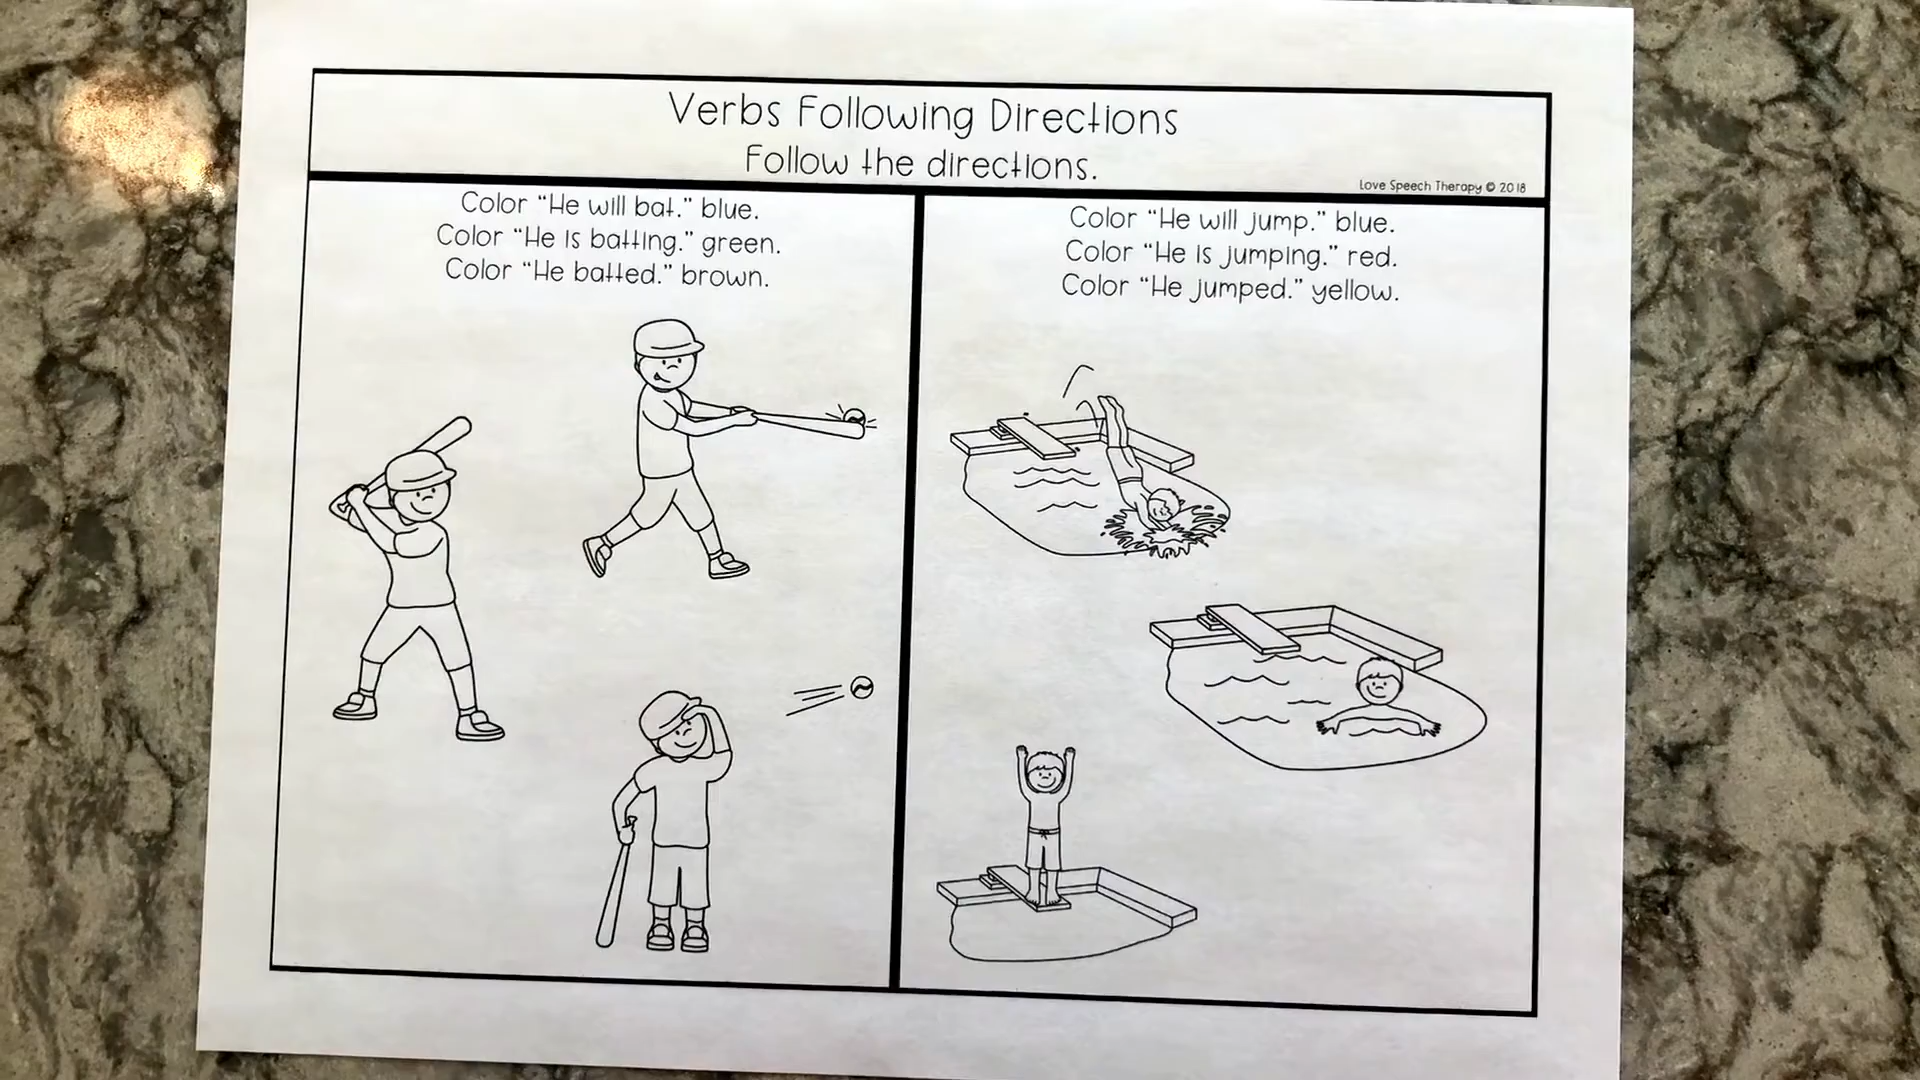 Verbs Following Directions
Follow the directions.
Love Speech Therapy © 2018
Color “He will bat.” blue.
Color “He is batting.” green.
Color “He batted.” brown.
Color “He will jump.” blue.
Color “He is jumping.” red.
Color “He jumped.” yellow.